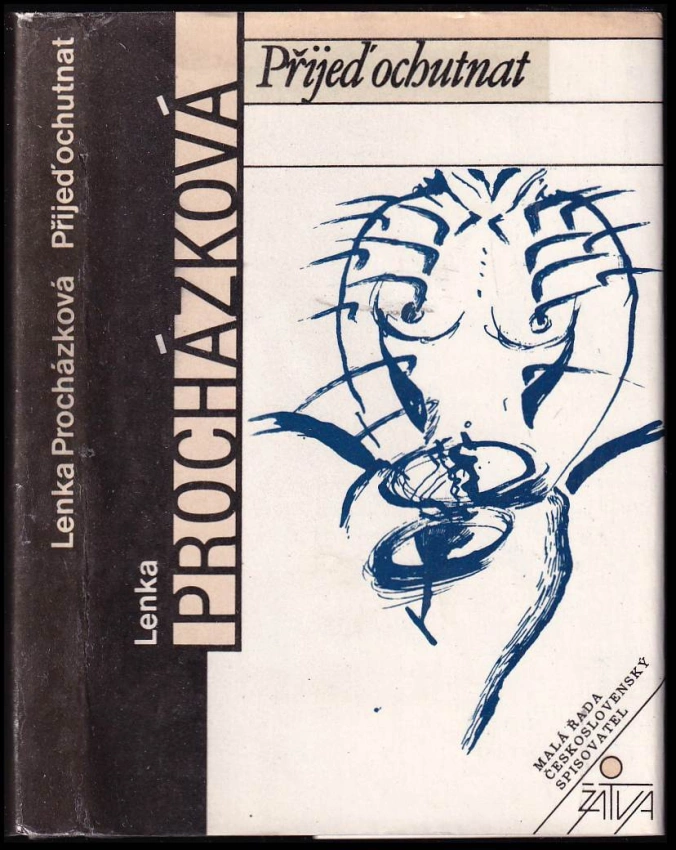 Lenka Procházková Přijeď ochutnat
Lenka
PROCHÁZKOVÁ
Přijeď ochutnat
MALÁ ŘADA
ČESKOSLOVENSKÝ
SPISOVATEL
ŽATVA